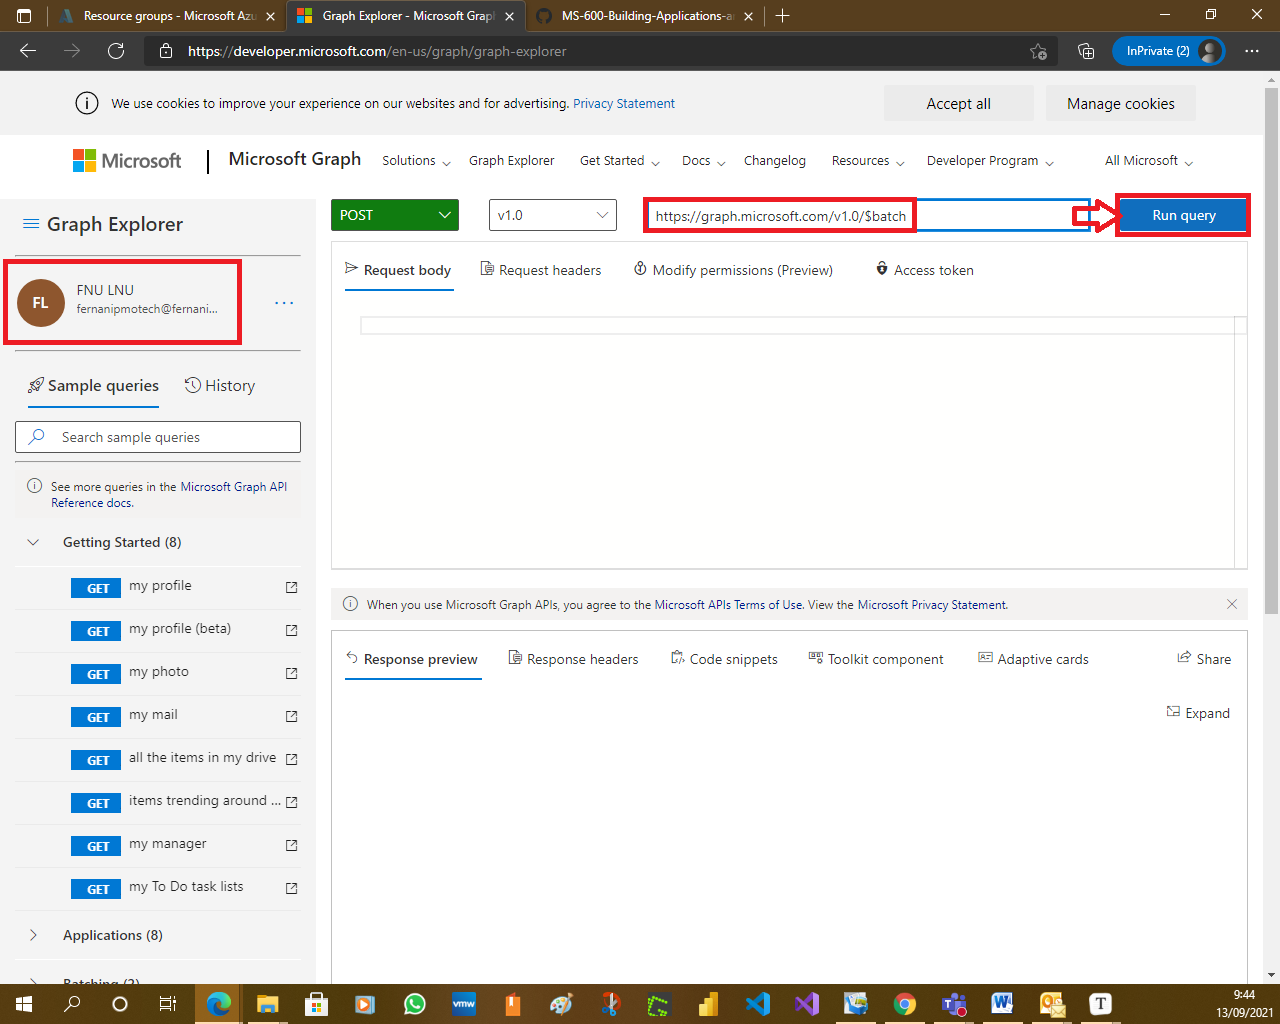 Resource groups - Microsoft Azu
Graph Explorer - Microsoft Graph
MS-600-Building-Applications-a
https://developer.microsoft.com/en-us/graph/graph-explorer
InPrivate (2)
We use cookies to improve your experience on our websites and for advertising. Privacy Statement
Accept all
Manage cookies
Microsoft
Microsoft Graph
Solutions
Graph Explorer
Get Started
Docs
Changelog
Resources
Developer Program
All Microsoft
Graph Explorer
POST
v1.0
https://graph.microsoft.com/v1.0/$batch
Run query
FL
FNU LNU
fernanipmotech@fernani...
Request body
Request headers
Modify permissions (Preview)
Access token
Sample queries
History
Search sample queries
See more queries in the Microsoft Graph API
Reference docs.
Getting Started (8)
GET my profile
GET my profile (beta)
GET my photo
GET my mail
GET all the items in my drive
GET items trending around ...
GET my manager
GET my To Do task lists
Applications (8)
Batching (2)
When you use Microsoft Graph APIs, you agree to the Microsoft APIs Terms of Use. View the Microsoft Privacy Statement.
Response preview
Response headers
Code snippets
Toolkit component
Adaptive cards
Share
Expand
vmw
T
9:44
13/09/2021